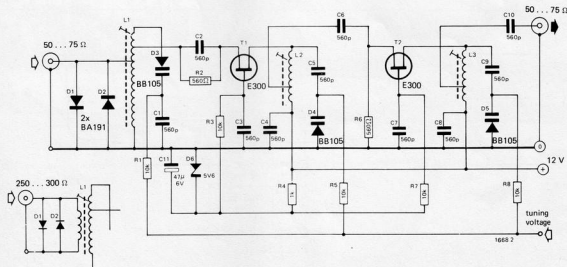 50 ... 75 Ω
L1
D3
BB105
C2
560p
R2
560Ω
T1
E300
D1
D2
2x
BA191
C1
560p
R3
10k
C3
560p
C4
560p
L2
C5
560p
D4
BB105
C6
560p
R6
560Ω
T2
E300
C7
560p
C8
560p
L3
C9
560p
D5
BB105
C10
560p
50 ... 75 Ω
0
R1
10k
C11
47µ
6V
D6
5V6
R4
1k
R5
10k
R7
10k
R8
10k
+
12 V
tuning
voltage
1668 2
250 ... 300 Ω
L1
D1
D2